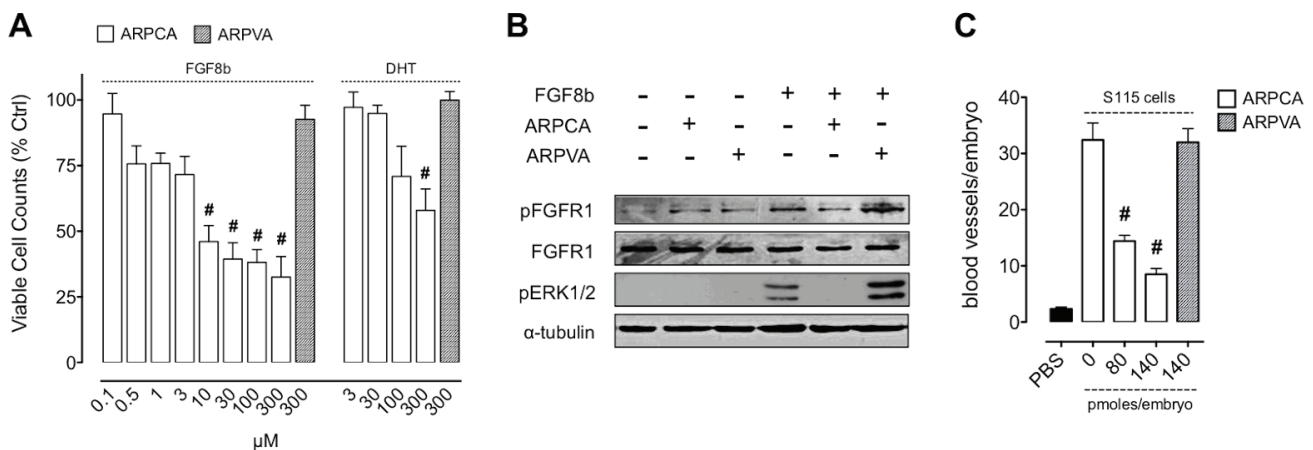 A
ARPCA ARPVA
FGF8b DHT
Viable Cell Counts (% Ctrl)
100
75
50
25
0
# # # # #
0.1 0.5 1 3 10 30 100 300 300 3 30 100 300 300
µM
B
FGF8b - - - + + +
ARPCA - + - - + -
ARPVA - - + - - +
pFGFR1
FGFR1
pERK1/2
α-tubulin
C
S115 cells
ARPCA
ARPVA
blood vessels/embryo
40
30
20
10
0
# #
PBS 0 80 140 140
pmoles/embryo